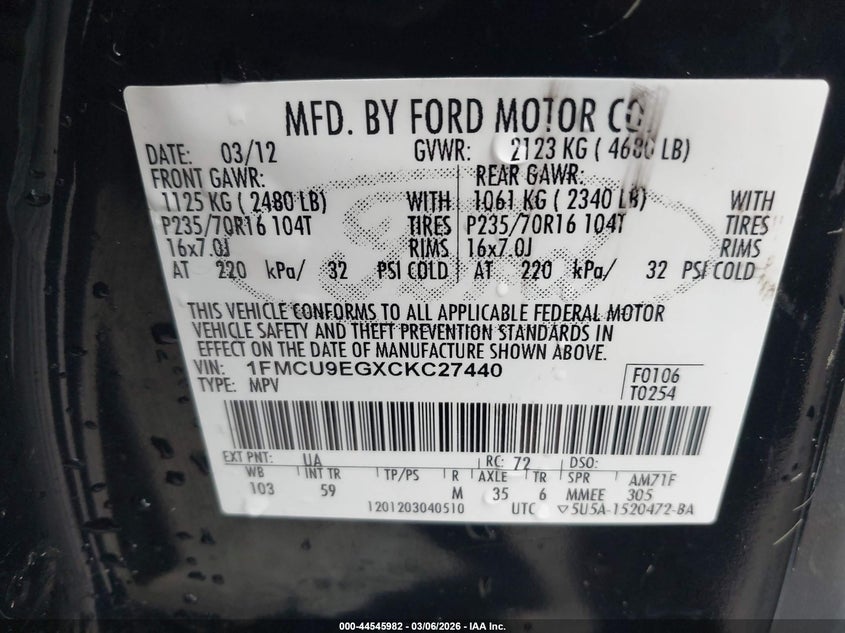 MFD. BY FORD MOTOR CO.
DATE: 03/12 GVWR: 2123 KG ( 4680 LB)
FRONT GAWR: REAR GAWR:
1125 KG ( 2480 LB) WITH 1061 KG ( 2340 LB) WITH
P235/70R16 104T TIRES P235/70R16 104T TIRES
16x7.0J RIMS 16x7.0J RIMS
AT 220 kPa/ 32 PSI COLD AT 220 kPa/ 32 PSI COLD
Ford
THIS VEHICLE CONFORMS TO ALL APPLICABLE FEDERAL MOTOR
VEHICLE SAFETY AND THEFT PREVENTION STANDARDS IN
EFFECT ON THE DATE OF MANUFACTURE SHOWN ABOVE.
VIN: 1FMCU9EGXCKC27440 F0106
TYPE: MPV T0254
EXT PNT: UA RC: 72 DSO:
WB INT TR TP/PS R AXLE TR SPR AM71F
103 59 M 35 6 MMEE 305
1201203040510 UTC ▽5U5A-1520472-BA
000-44545982 - 03/06/2026 - IAA Inc.